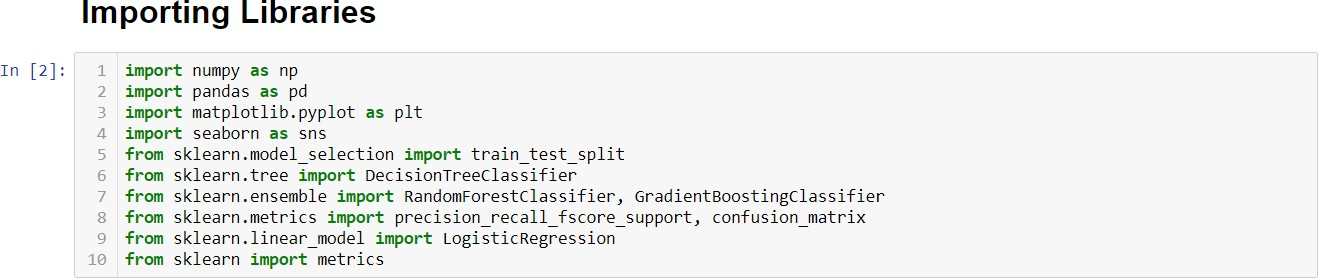 Importing Libraries
In [2]:
1 import numpy as np
2 import pandas as pd
3 import matplotlib.pyplot as plt
4 import seaborn as sns
5 from sklearn.model_selection import train_test_split
6 from sklearn.tree import DecisionTreeClassifier
7 from sklearn.ensemble import RandomForestClassifier, GradientBoostingClassifier
8 from sklearn.metrics import precision_recall_fscore_support, confusion_matrix
9 from sklearn.linear_model import LogisticRegression
10 from sklearn import metrics